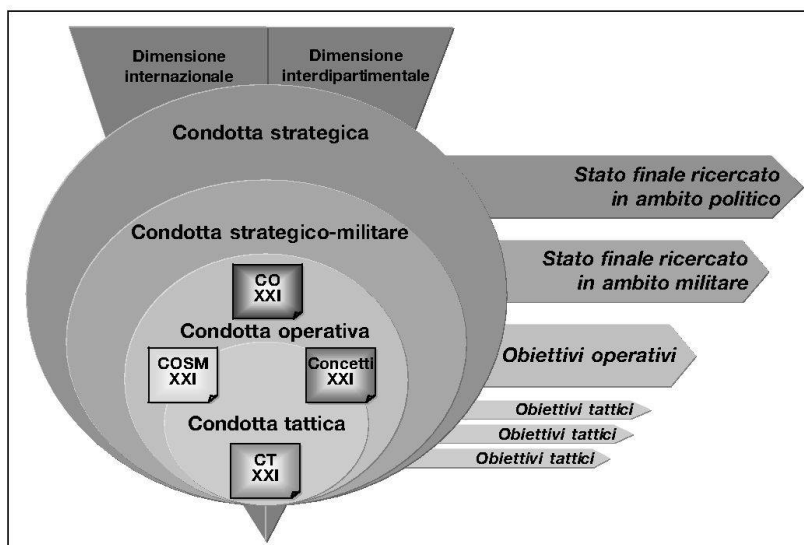 Dimensione
internazionale
Dimensione
interdipartimentale
Condotta strategica
Stato finale ricercato
in ambito politico
Condotta strategico-militare
Stato finale ricercato
in ambito militare
CO
XXI
Condotta operativa
Obiettivi operativi
COSM
XXI
Concetti
XXI
Obiettivi tattici
Condotta tattica
Obiettivi tattici
CT
XXI
Obiettivi tattici